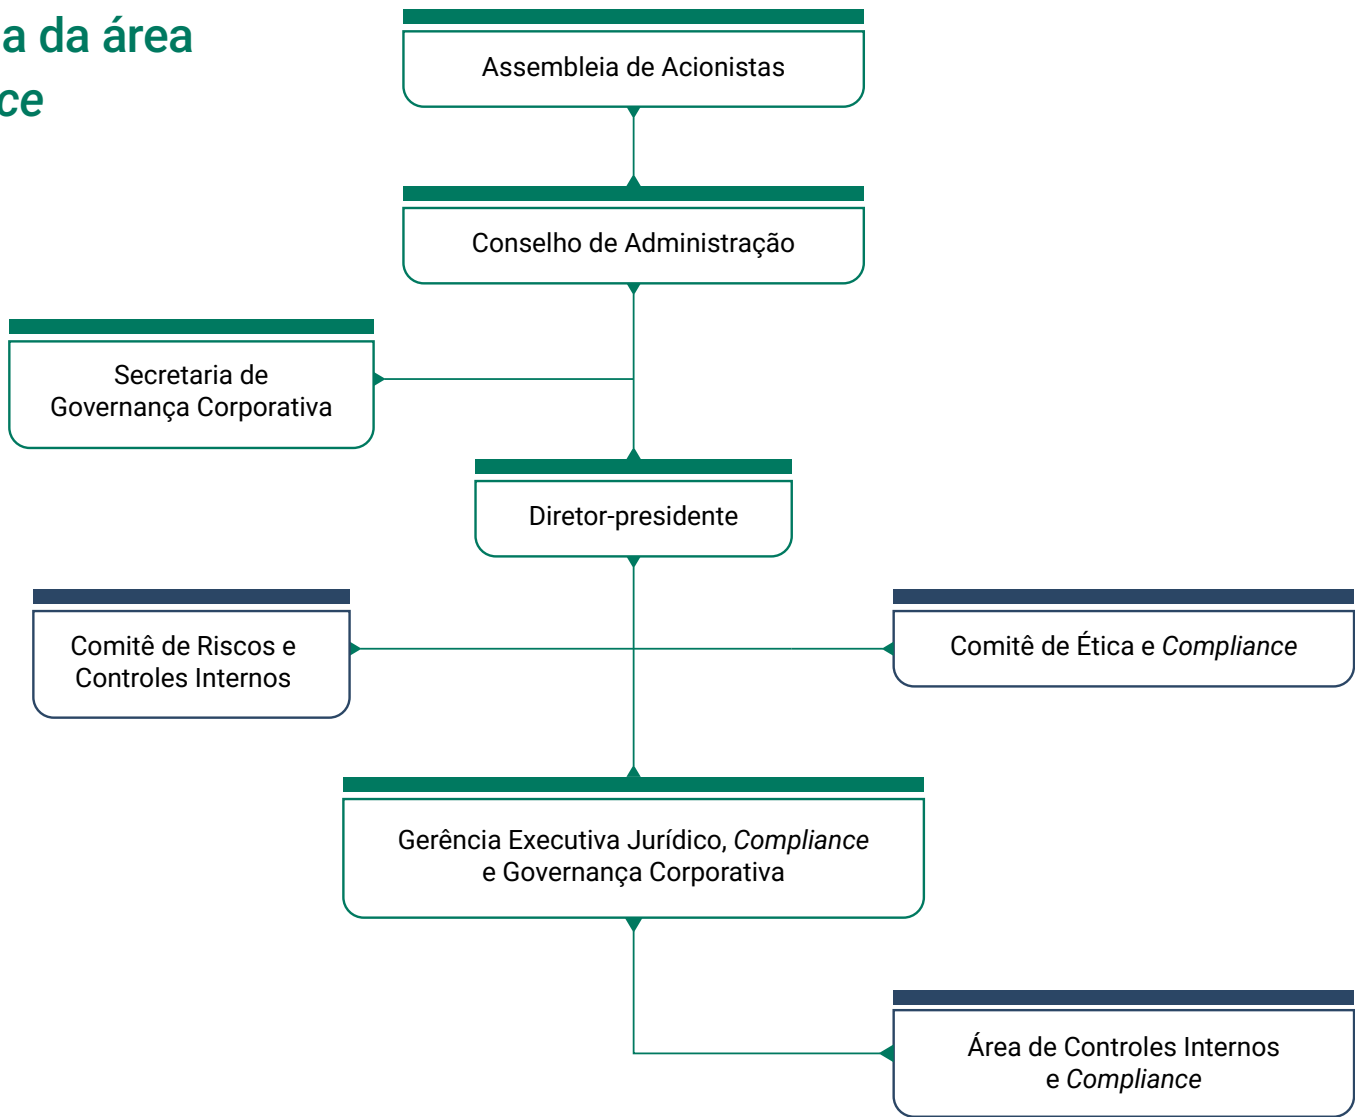 a da área
ce
Assembleia de Acionistas
Conselho de Administração
Secretaria de
Governança Corporativa
Diretor-presidente
Comitê de Riscos e
Controles Internos
Comitê de Ética e Compliance
Gerência Executiva Jurídico, Compliance
e Governança Corporativa
Área de Controles Internos
e Compliance